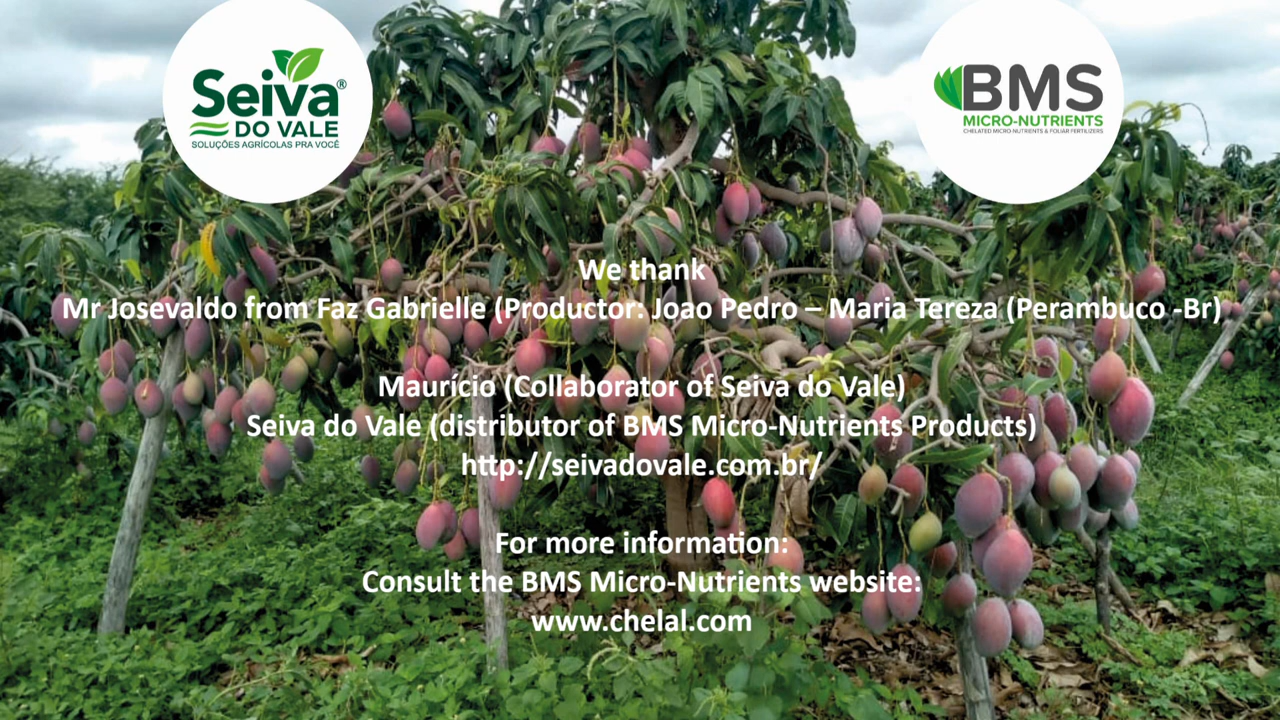 Seiva®
DO VALE
SOLUÇÕES AGRÍCOLAS PRA VOCÊ
BMS
MICRO-NUTRIENTS
CHELATED MICRO-NUTRIENTS & FOLIAR FERTILIZERS
We thank
Mr Josevaldo from Faz Gabrielle (Productor: Joao Pedro – Maria Tereza (Perambuco -Br)
Maurício (Collaborator of Seiva do Vale)
Seiva do Vale (distributor of BMS Micro-Nutrients Products)
http://seivadovale.com.br/
For more information:
Consult the BMS Micro-Nutrients website:
www.chelal.com